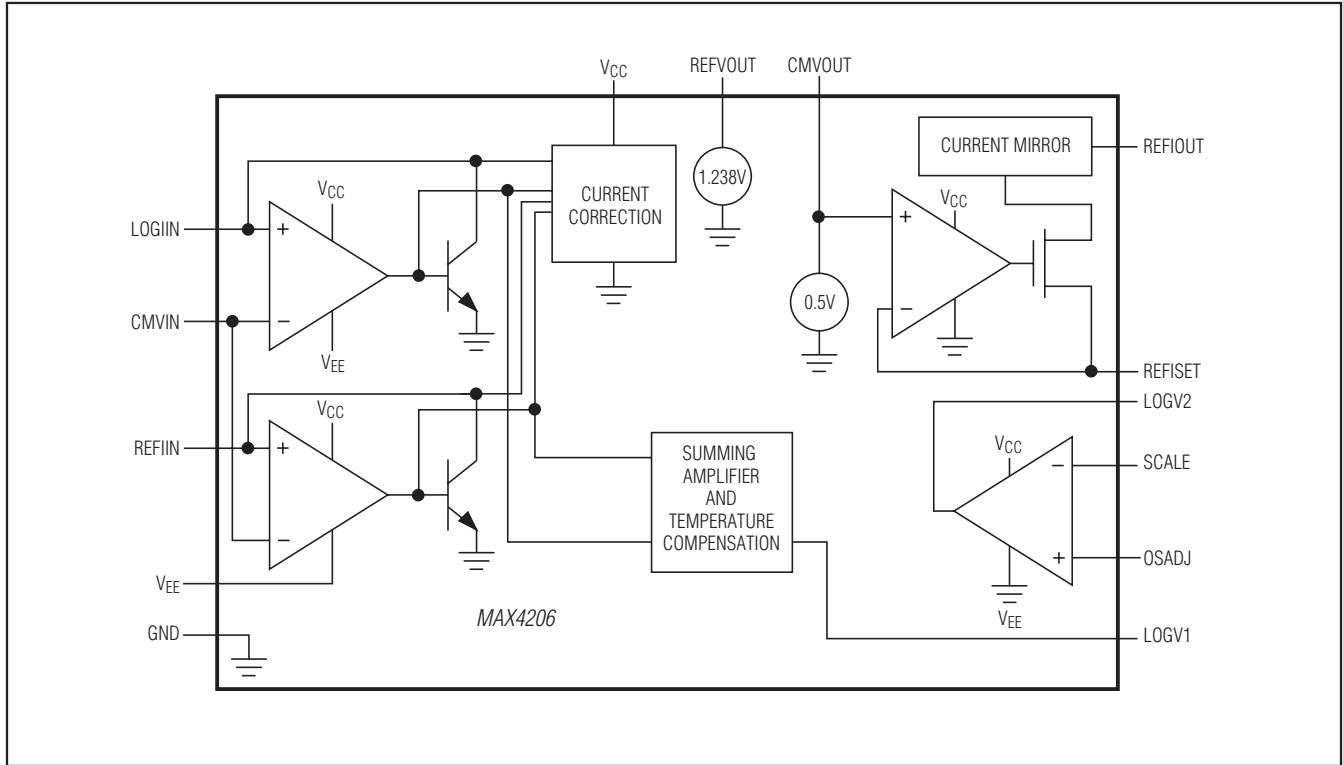 VCC
REFVOUT
CMVOUT
CURRENT MIRROR
REFIOUT
1.238V
CURRENT
CORRECTION
VCC
VCC
+
LOGIIN
+
−
0.5V
CMVIN
−
VEE
REFISET
LOGV2
VCC
REFIIN
+
SUMMING
AMPLIFIER
AND
TEMPERATURE
COMPENSATION
VCC
−
SCALE
−
+
OSADJ
VEE
VEE
MAX4206
GND
LOGV1